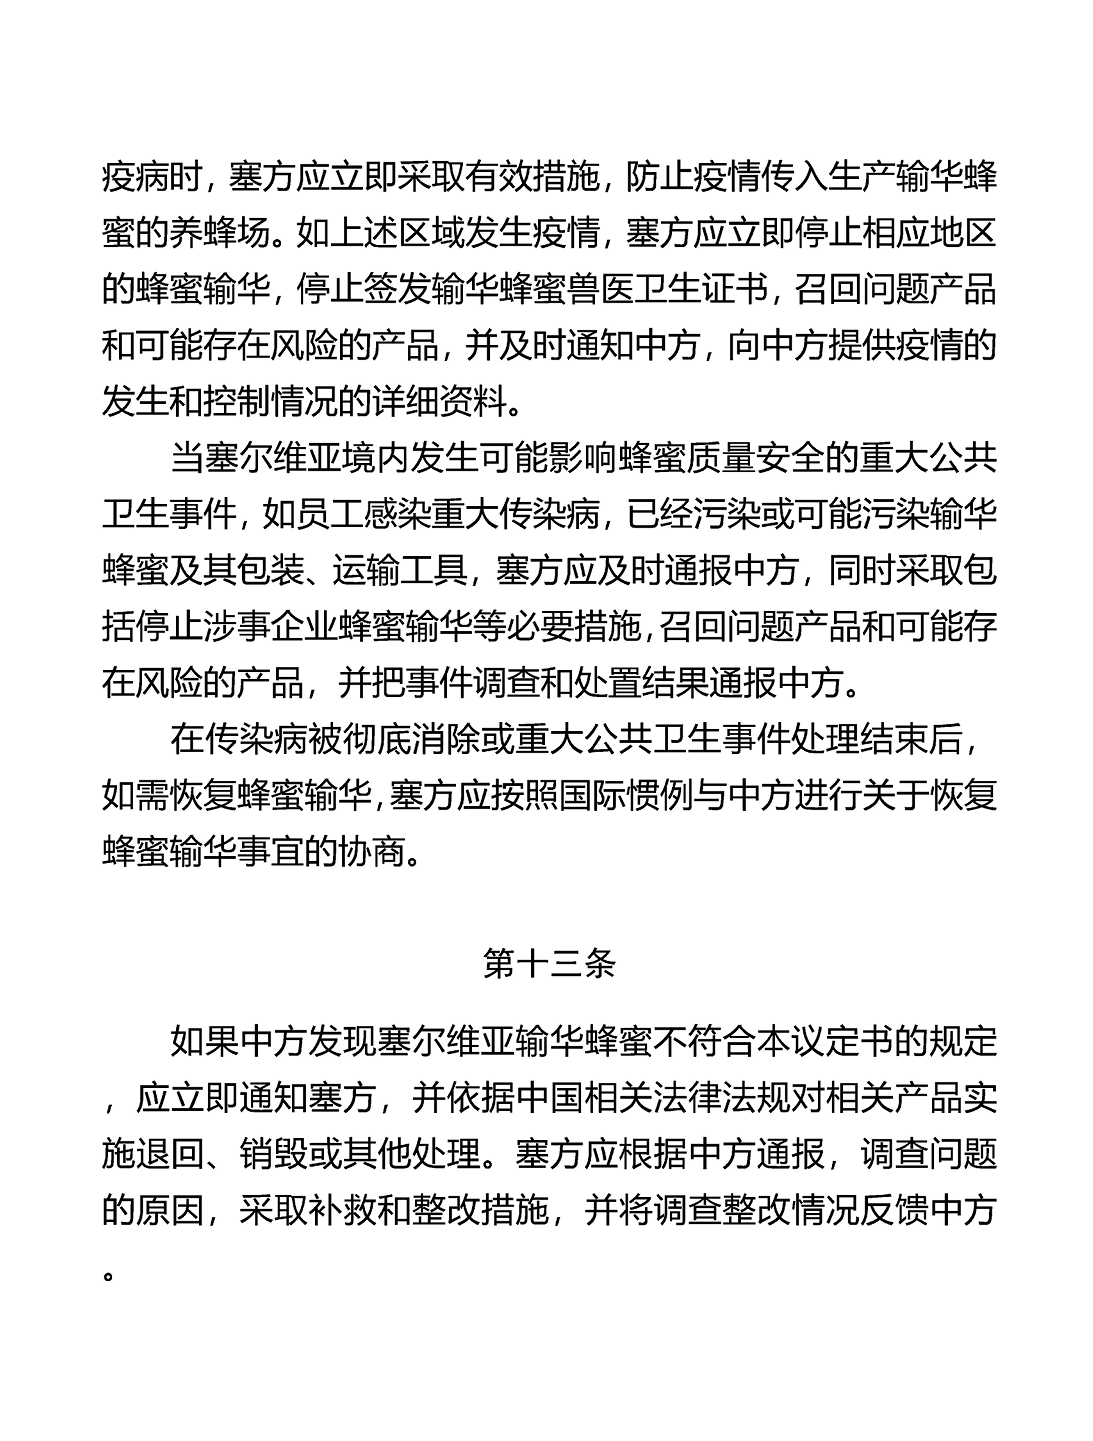 疫病时，塞方应立即采取有效措施，防止疫情传入生产输华蜂
蜜的养蜂场。如上述区域发生疫情，塞方应立即停止相应地区
的蜂蜜输华，停止签发输华蜂蜜兽医卫生证书，召回问题产品
和可能存在风险的产品，并及时通知中方，向中方提供疫情的
发生和控制情况的详细资料。
当塞尔维亚境内发生可能影响蜂蜜质量安全的重大公共
卫生事件，如员工感染重大传染病，已经污染或可能污染输华
蜂蜜及其包装、运输工具，塞方应及时通报中方，同时采取包
括停止涉事企业蜂蜜输华等必要措施，召回问题产品和可能存
在风险的产品，并把事件调查和处置结果通报中方。
在传染病被彻底消除或重大公共卫生事件处理结束后，
如需恢复蜂蜜输华，塞方应按照国际惯例与中方进行关于恢复
蜂蜜输华事宜的协商。
第十三条
如果中方发现塞尔维亚输华蜂蜜不符合本议定书的规定
，应立即通知塞方，并依据中国相关法律法规对相关产品实
施退回、销毁或其他处理。塞方应根据中方通报，调查问题
的原因，采取补救和整改措施，并将调查整改情况反馈中方
。